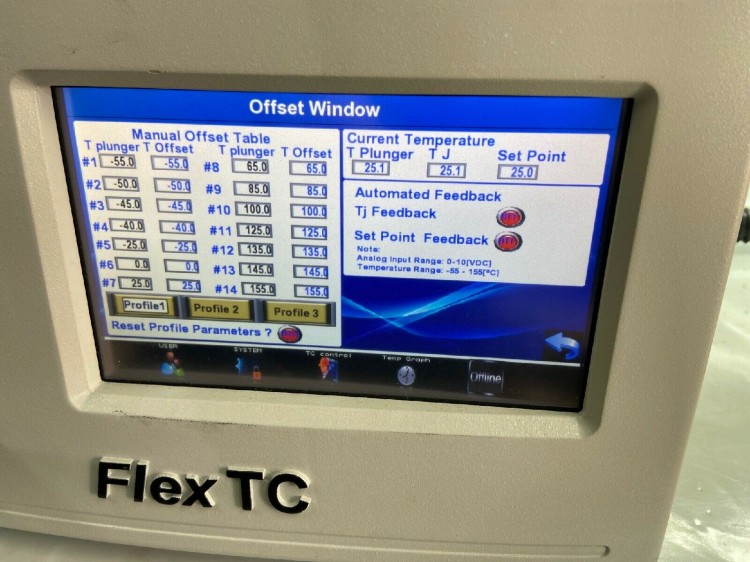 Offset Window
Manual Offset Table
T plunger T Offset T plunger T Offset
#1 -55.0 -55.0 #8 65.0 65.0
#2 -50.0 -50.0 #9 85.0 85.0
#3 -45.0 -45.0 #10 100.0 100.0
#4 -40.0 -40.0 #11 125.0 125.0
#5 -25.0 -25.0 #12 135.0 135.0
#6 0.0 0.0 #13 145.0 145.0
#7 25.0 25.0 #14 155.0 155.0
Profile1 Profile 2 Profile 3
Reset Profile Parameters ?
Current Temperature
T Plunger T J Set Point
25.1 25.1 25.0
Automated Feedback
Tj Feedback OFF
Set Point Feedback OFF
Note:
Analog Input Range: 0-10[VDC]
Temperature Range: -55 - 155[°C]
USER SYSTEM TC control Temp Graph Offline
Flex TC